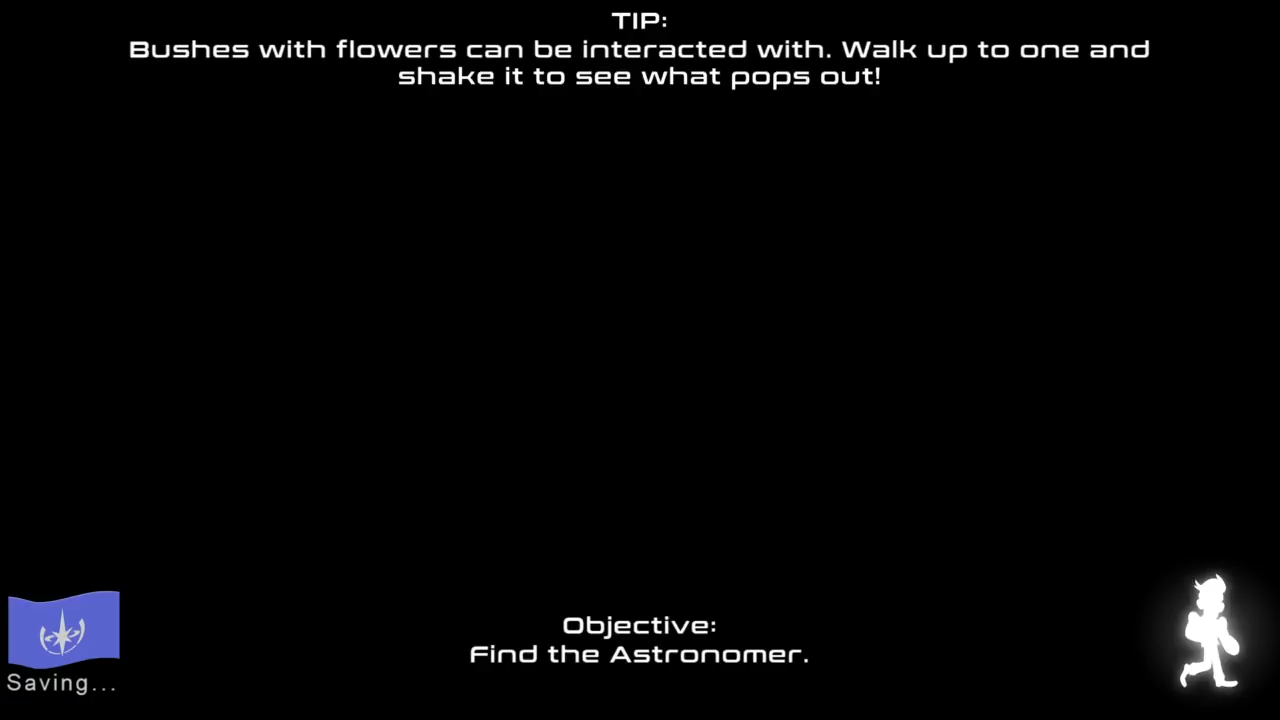 TIP:
Bushes with flowers can be interacted with. Walk up to one and
shake it to see what pops out!
Objective:
Find the Astronomer.
Saving...